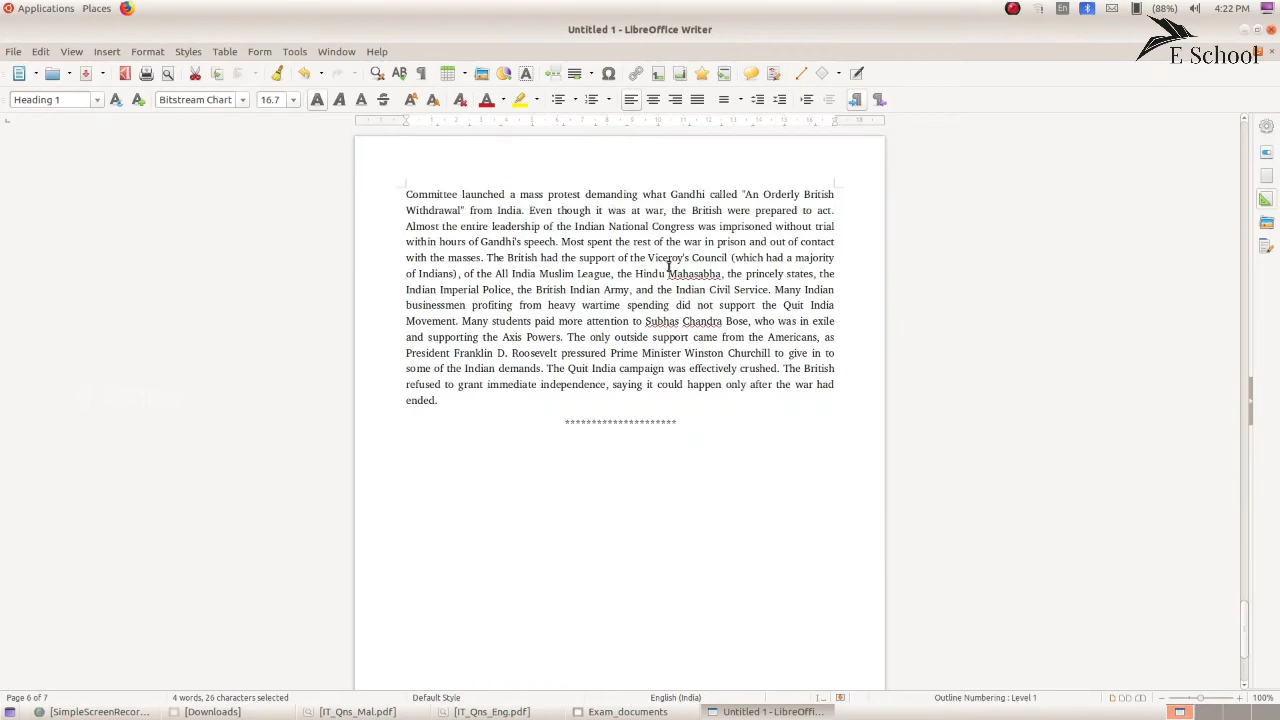 Applications Places En (88%) 4:22 PM
Untitled 1 - LibreOffice Writer
E School
File Edit View Insert Format Styles Table Form Tools Window Help
Heading 1 Bitstream Chart 16.7
Committee launched a mass protest demanding what Gandhi called "An Orderly British
Withdrawal" from India. Even though it was at war, the British were prepared to act.
Almost the entire leadership of the Indian National Congress was imprisoned without trial
within hours of Gandhi's speech. Most spent the rest of the war in prison and out of contact
with the masses. The British had the support of the Viceroy's Council (which had a majority
of Indians), of the All India Muslim League, the Hindu Mahasabha, the princely states, the
Indian Imperial Police, the British Indian Army, and the Indian Civil Service. Many Indian
businessmen profiting from heavy wartime spending did not support the Quit India
Movement. Many students paid more attention to Subhas Chandra Bose, who was in exile
and supporting the Axis Powers. The only outside support came from the Americans, as
President Franklin D. Roosevelt pressured Prime Minister Winston Churchill to give in to
some of the Indian demands. The Quit India campaign was effectively crushed. The British
refused to grant immediate independence, saying it could happen only after the war had
ended.
*********************
Page 6 of 7 4 words, 26 characters selected Default Style English (India) Outline Numbering : Level 1 100%
[SimpleScreenRecor... [Downloads] [IT_Qns_Mal.pdf] [IT_Qns_Eng.pdf] Exam_documents Untitled 1 - LibreOffi...